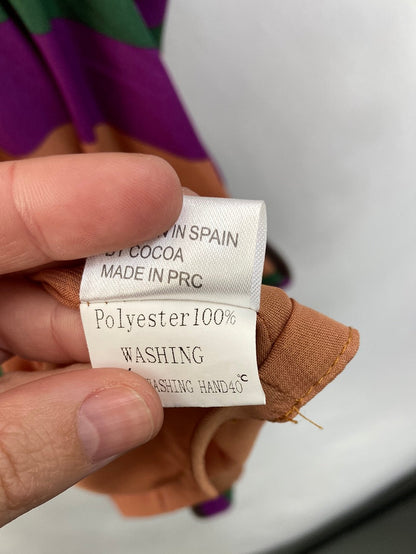 IN SPAIN
BY COCOA
MADE IN PRC
Polyester100%
WASHING
WASHING HAND40℃